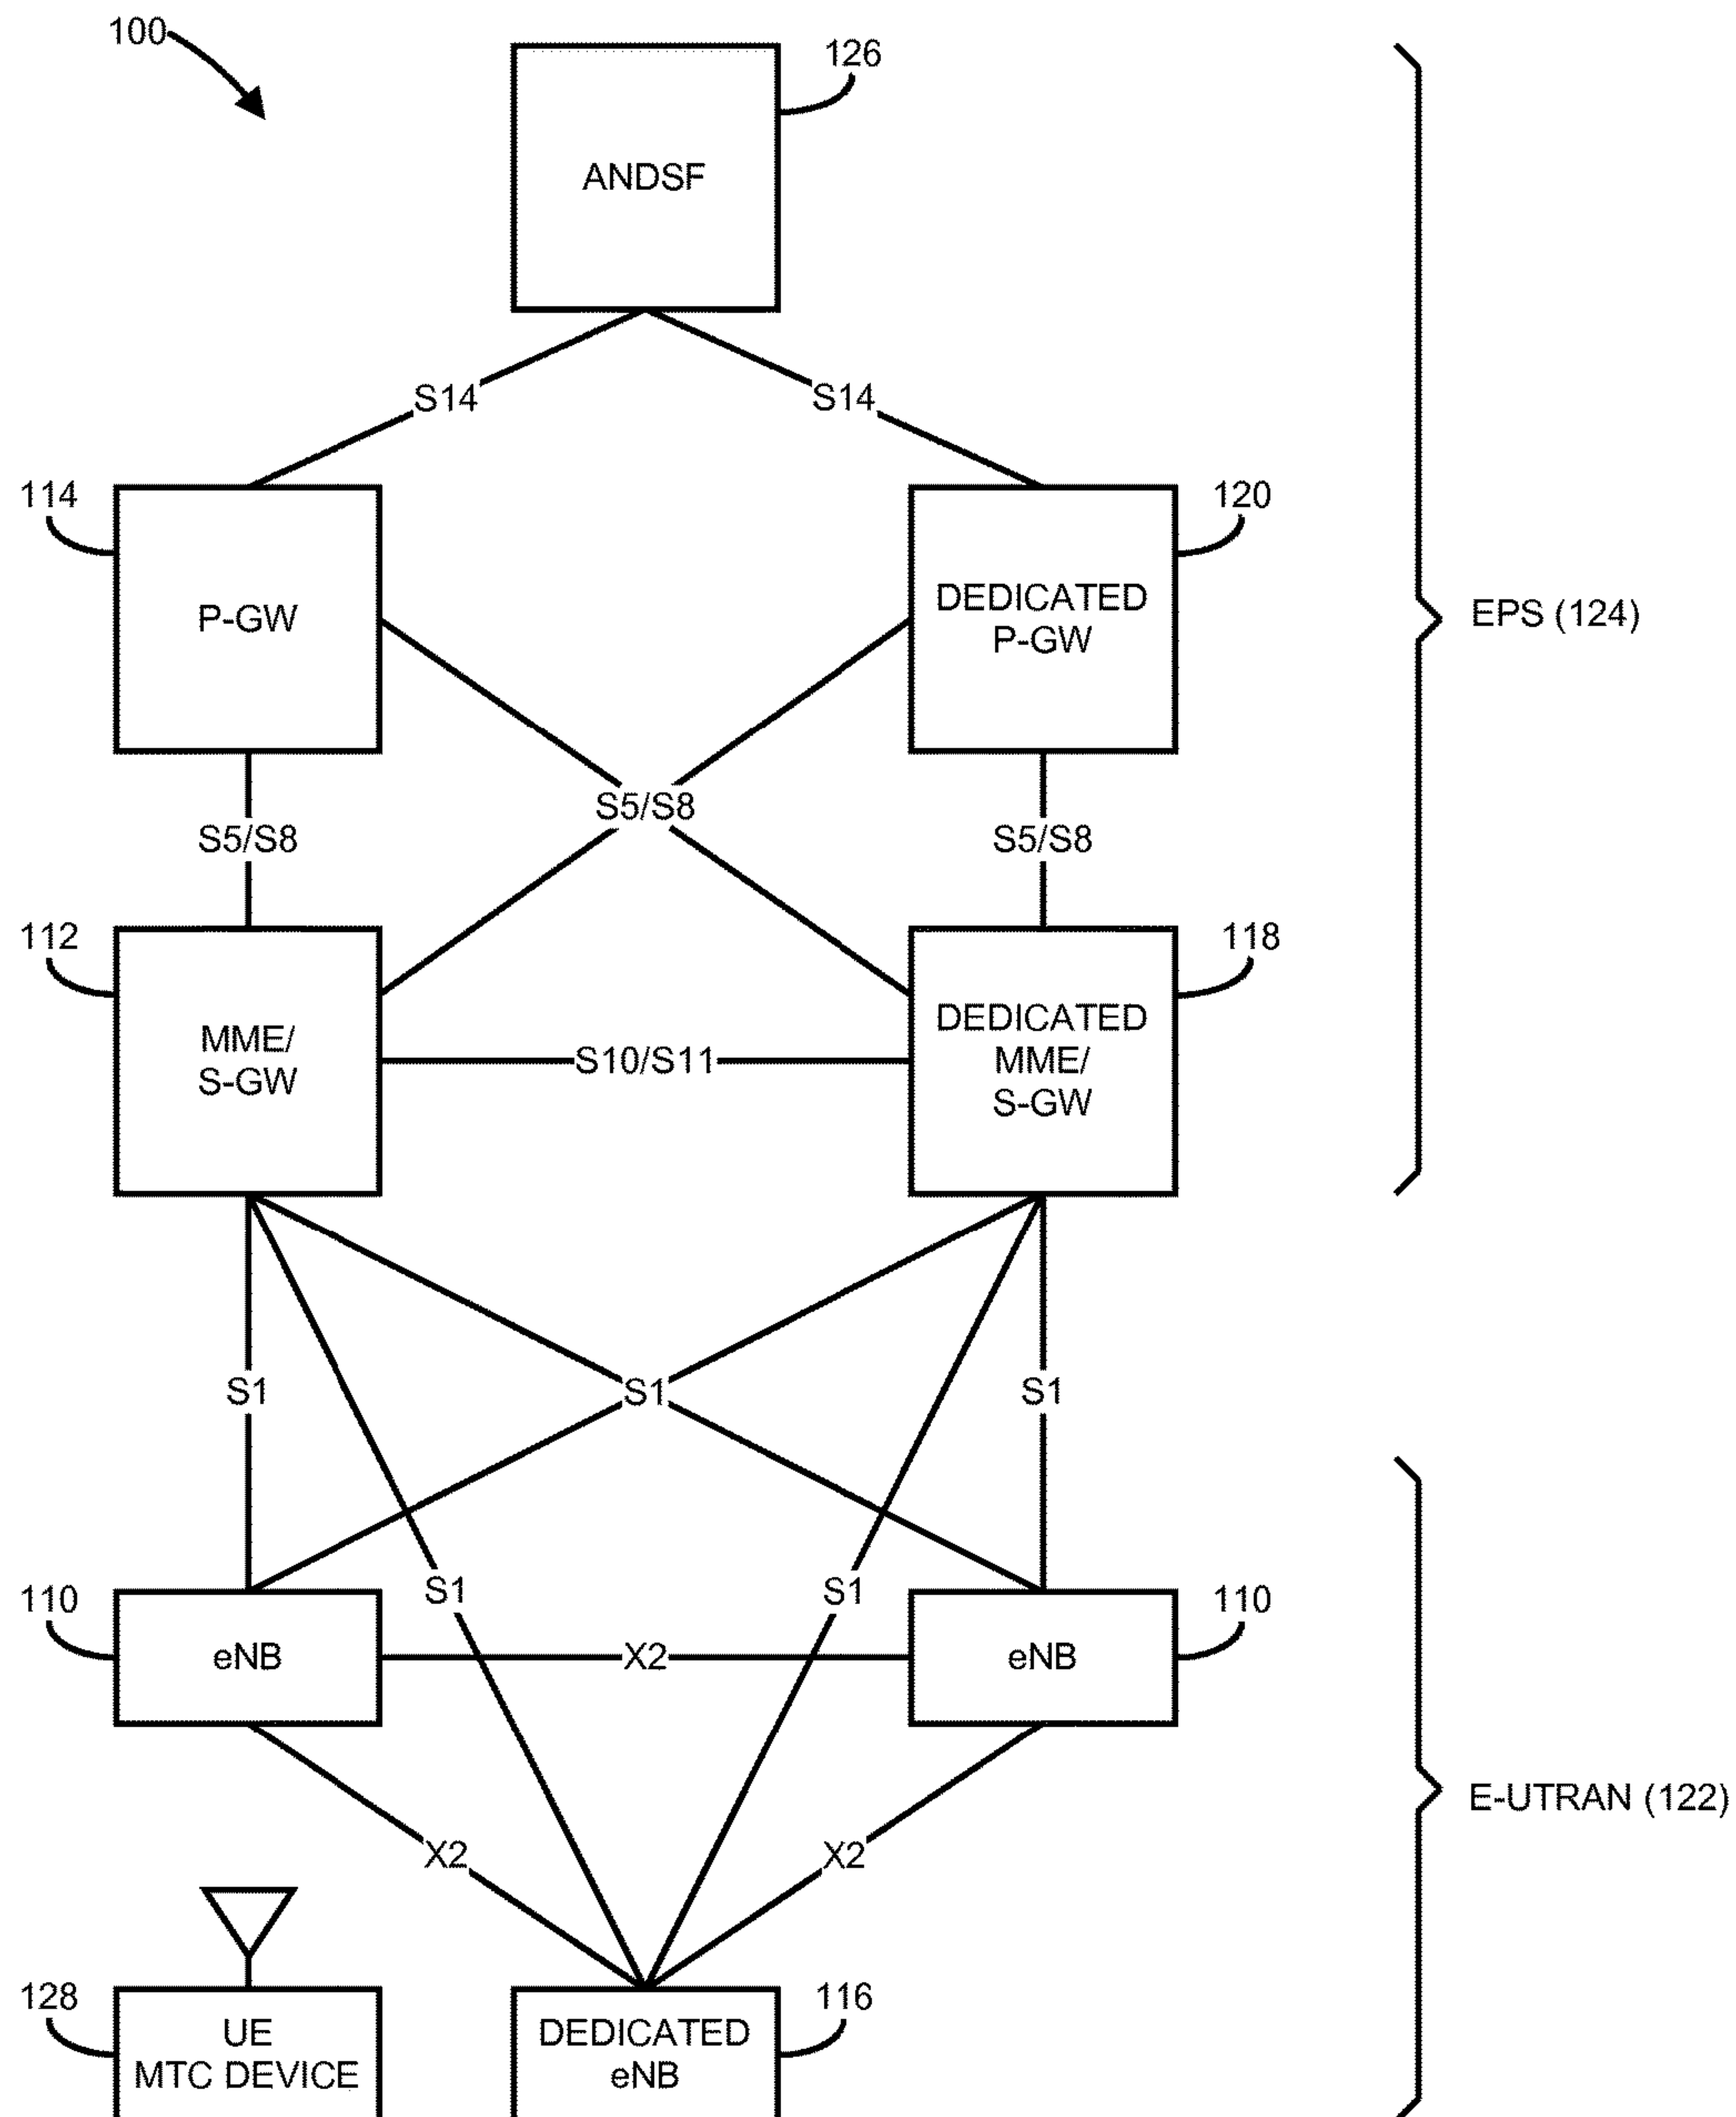 100
126
ANDSF
S14
S14
114
120
P-GW
DEDICATED
P-GW
EPS (124)
S5/S8
S5/S8
S5/S8
112
118
MME/
S-GW
DEDICATED
MME/
S-GW
S10/S11
S1
S1
S1
110
S1
S1
110
eNB
X2
eNB
X2
X2
E-UTRAN (122)
128
116
UE
MTC DEVICE
DEDICATED
eNB